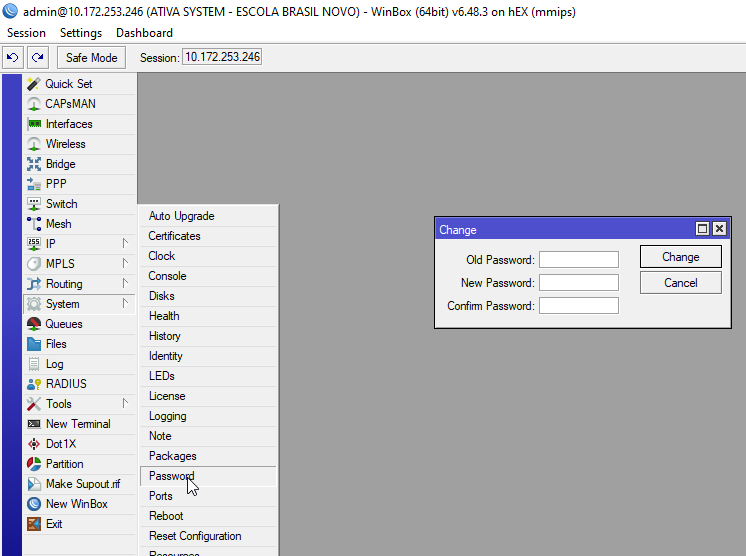 admin@10.172.253.246 (ATIVA SYSTEM - ESCOLA BRASIL NOVO) - WinBox (64bit) v6.48.3 on hEX (mmips)
Session Settings Dashboard
Safe Mode Session: 10.172.253.246
Quick Set
CAPsMAN
Interfaces
Wireless
Bridge
PPP
Switch
Mesh
255
IP
MPLS
Routing
System
Queues
Files
Log
RADIUS
Tools
New Terminal
Dot1X
Partition
Make Supout.rif
New WinBox
Exit
Auto Upgrade
Certificates
Clock
Console
Disks
Health
History
Identity
LEDs
License
Logging
Note
Packages
Password
Ports
Reboot
Reset Configuration
Resources
Change
Old Password:
New Password:
Confirm Password:
Change
Cancel